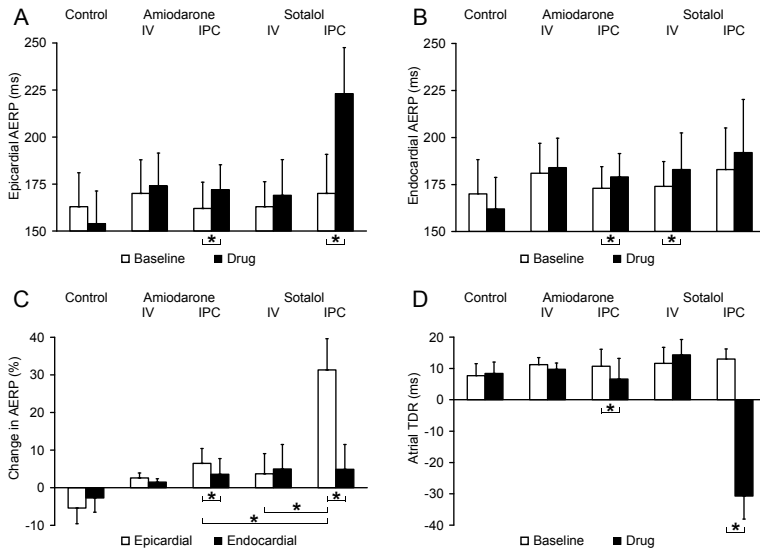 A
Control Amiodarone Sotalol
IV IPC IV IPC
Epicardial AERP (ms)
250
225
200
175
150
* *
Baseline Drug
B
Control Amiodarone Sotalol
IV IPC IV IPC
Endocardial AERP (ms)
250
225
200
175
150
* *
Baseline Drug
C
Control Amiodarone Sotalol
IV IPC IV IPC
Change in AERP (%)
40
30
20
10
0
-10
* *
*
*
Epicardial Endocardial
D
Control Amiodarone Sotalol
IV IPC IV IPC
Atrial TDR (ms)
20
10
0
-10
-20
-30
-40
*
*
Baseline Drug